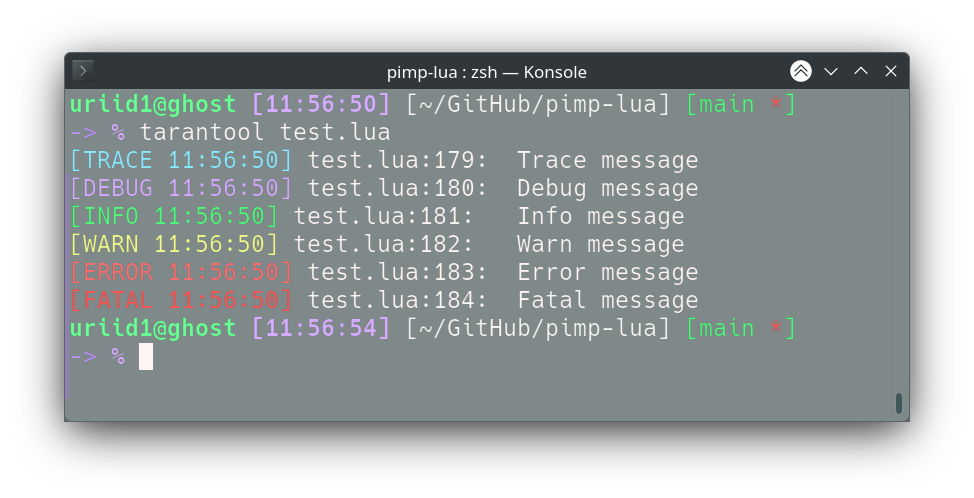 pimp-lua : zsh — Konsole
uriid1@ghost [11:56:50] [~/GitHub/pimp-lua] [main *]
-> % tarantool test.lua
[TRACE 11:56:50] test.lua:179:  Trace message
[DEBUG 11:56:50] test.lua:180:  Debug message
[INFO 11:56:50] test.lua:181:   Info message
[WARN 11:56:50] test.lua:182:   Warn message
[ERROR 11:56:50] test.lua:183:  Error message
[FATAL 11:56:50] test.lua:184:  Fatal message
uriid1@ghost [11:56:54] [~/GitHub/pimp-lua] [main *]
-> %